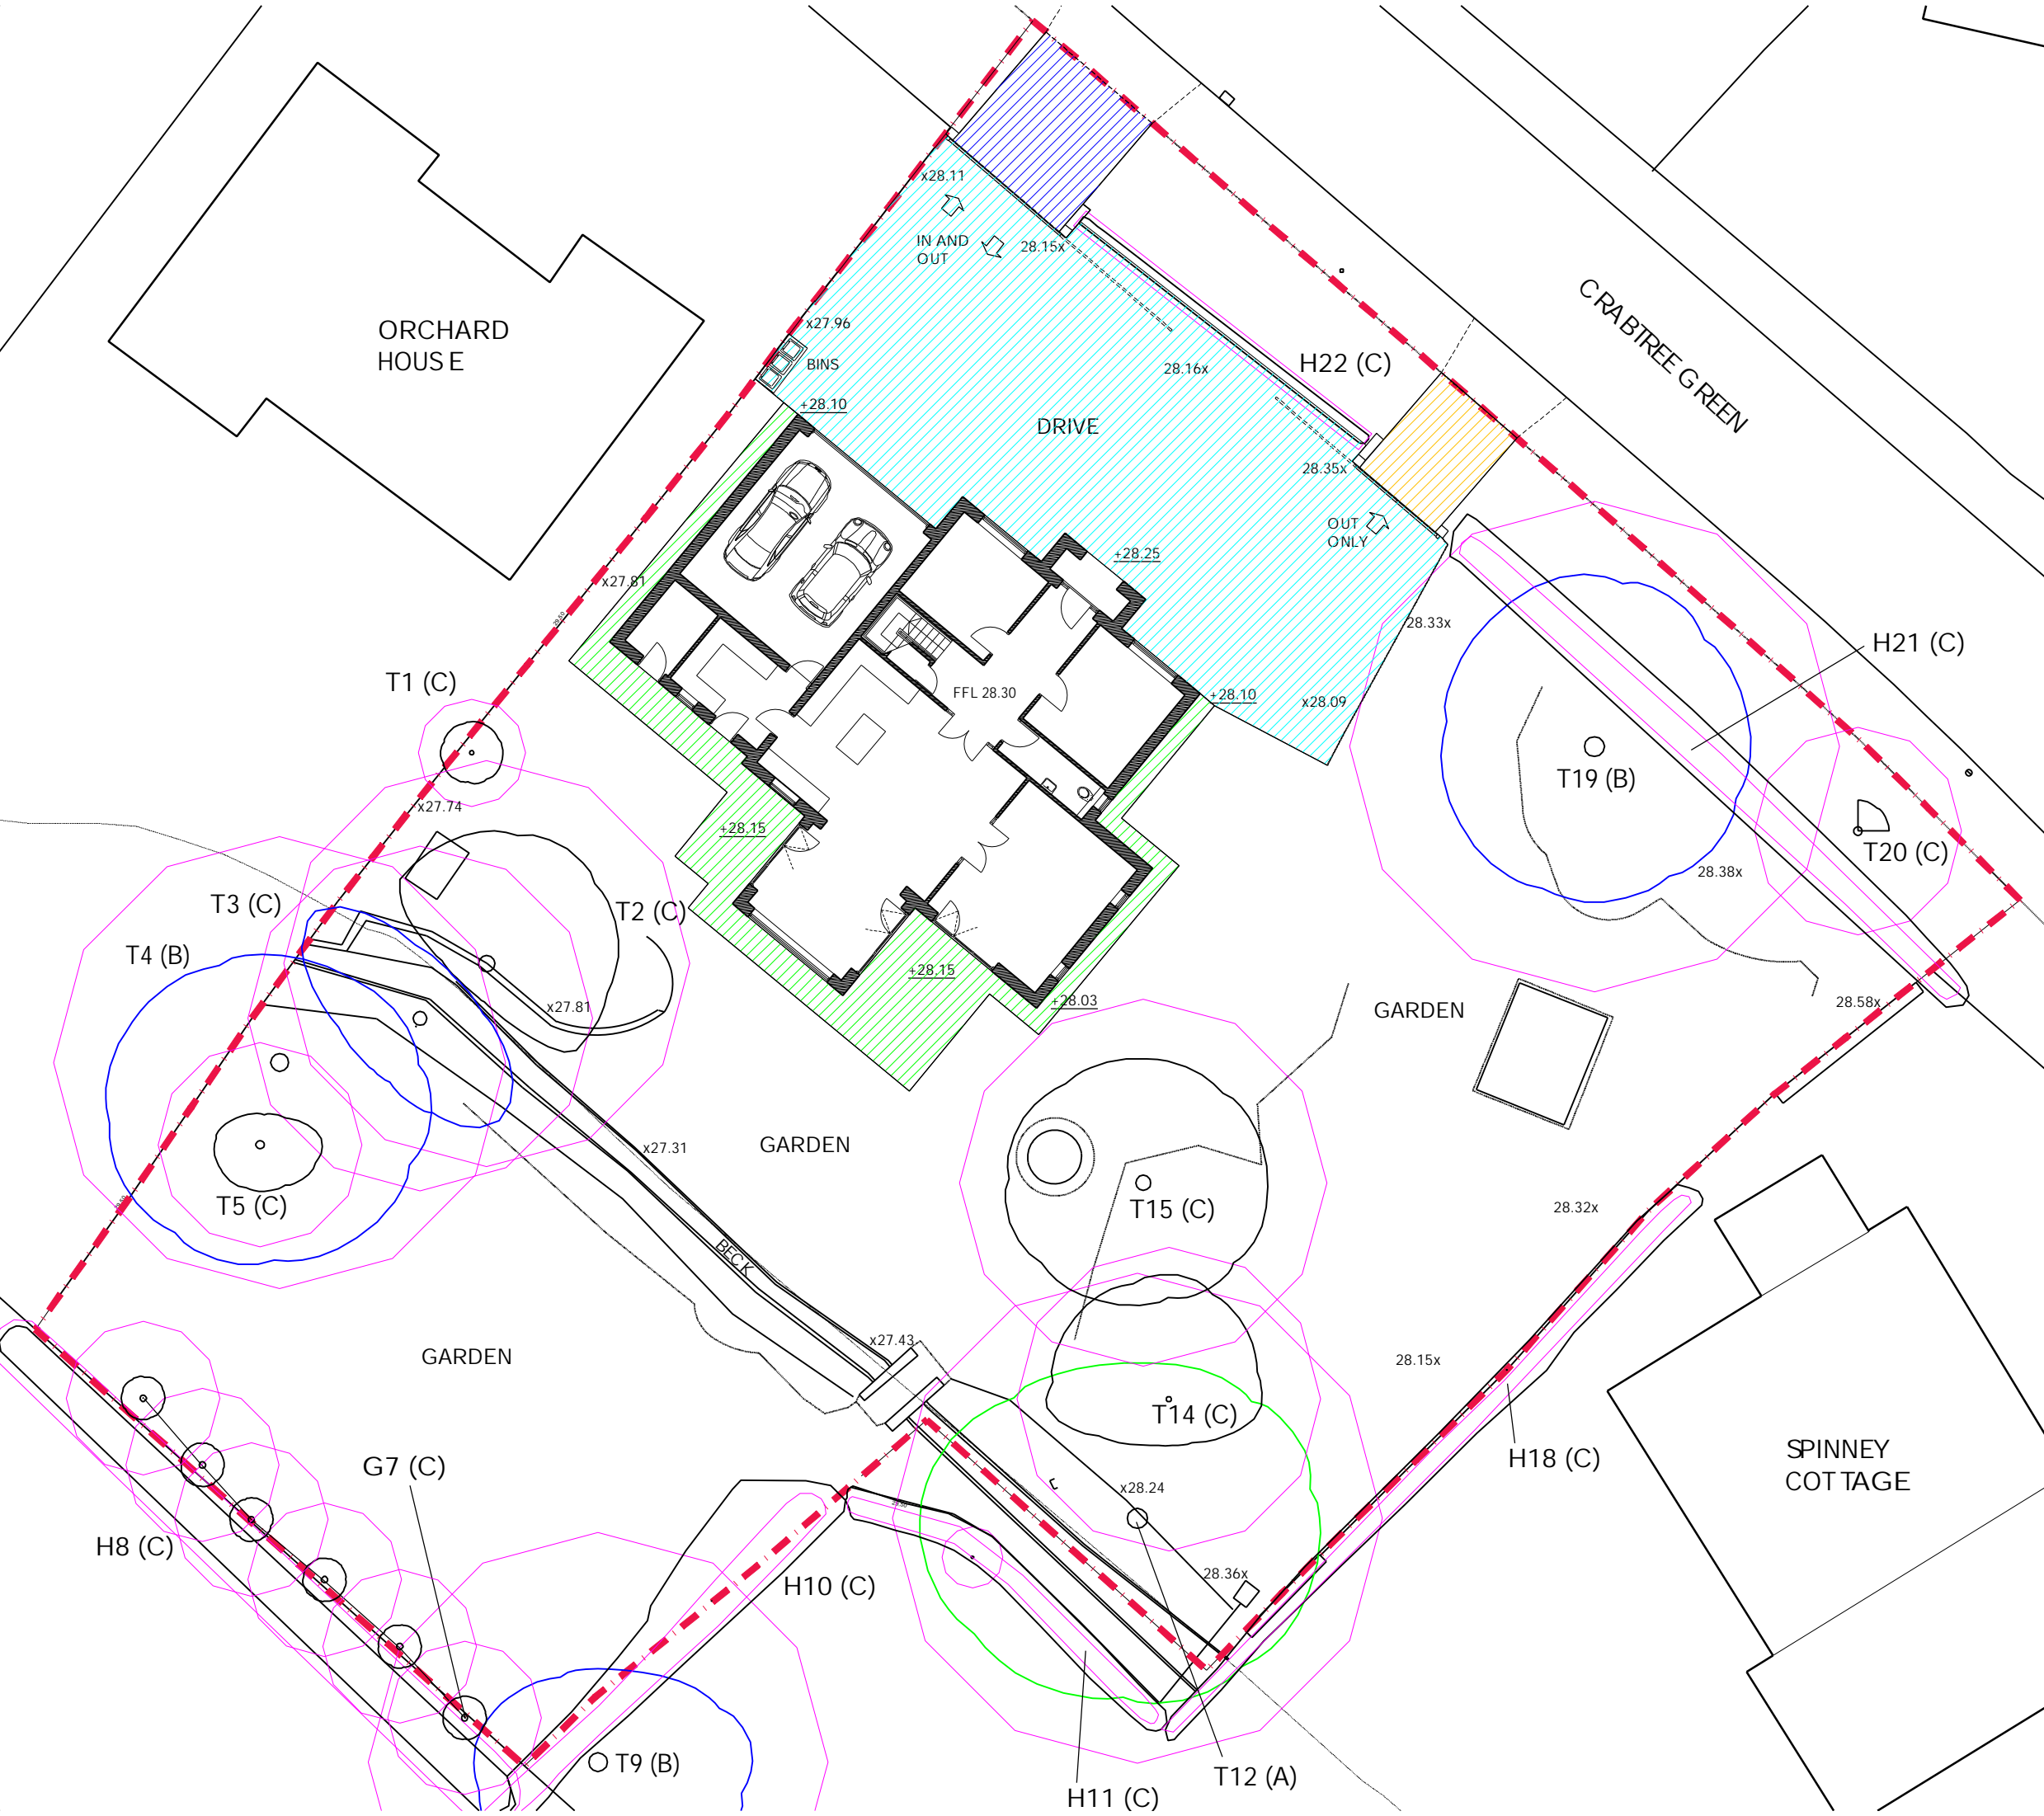 x28.11
IN AND
OUT
28.15x
ORCHARD
HOUSE
x27.96
BINS
28.16x
H22 (C)
CRABTREE GREEN
+28.10
DRIVE
28.35x
OUT
ONLY
+28.25
x27.81
28.33x
H21 (C)
T1 (C)
FFL 28.30
+28.10
x28.09
T19 (B)
x27.74
+28.15
T20 (C)
28.38x
T3 (C)
T2 (C)
T4 (B)
+28.15
+28.03
x27.81
GARDEN
28.58x
x27.31
GARDEN
T5 (C)
T15 (C)
28.32x
BECK
x27.43
GARDEN
28.15x
T14 (C)
G7 (C)
H18 (C)
SPINNEY
COTTAGE
x28.24
H8 (C)
H10 (C)
28.36x
T9 (B)
T12 (A)
H11 (C)